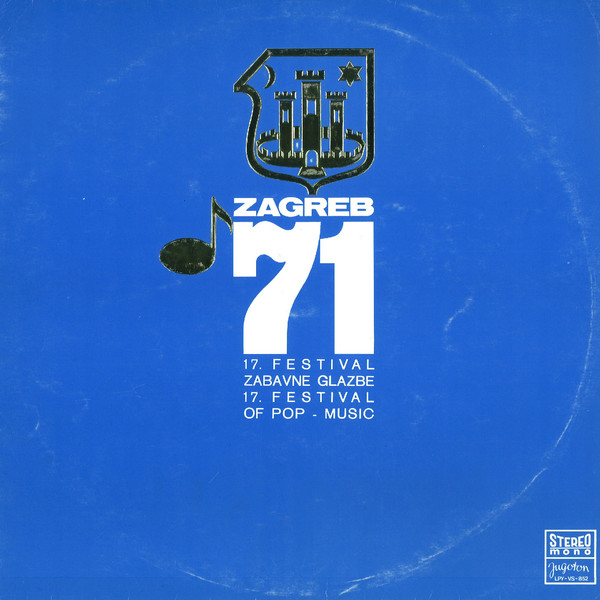 ZAGREB
71
17. FESTIVAL
ZABAVNE GLAZBE
17. FESTIVAL
OF POP - MUSIC
STEREO
mono
Jugoton
LPY-VS-852